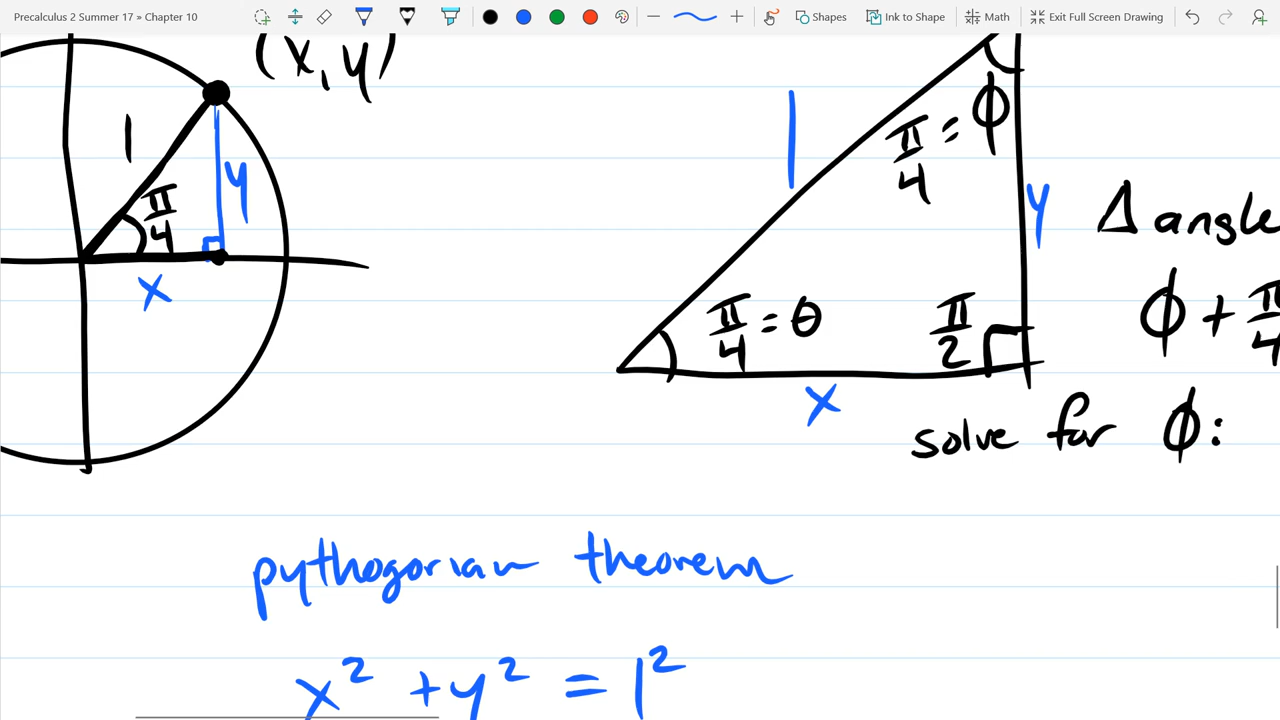 Precalculus 2 Summer 17 » Chapter 10
Shapes
Ink to Shape
Math
Exit Full Screen Drawing
(x, y)
1
π/4
y
x
1
π/4 = φ
y
π/4 = θ
π/2
x
Δ angle
φ + π/4
solve for φ:
pythogorian theorem
x² + y² = 1²